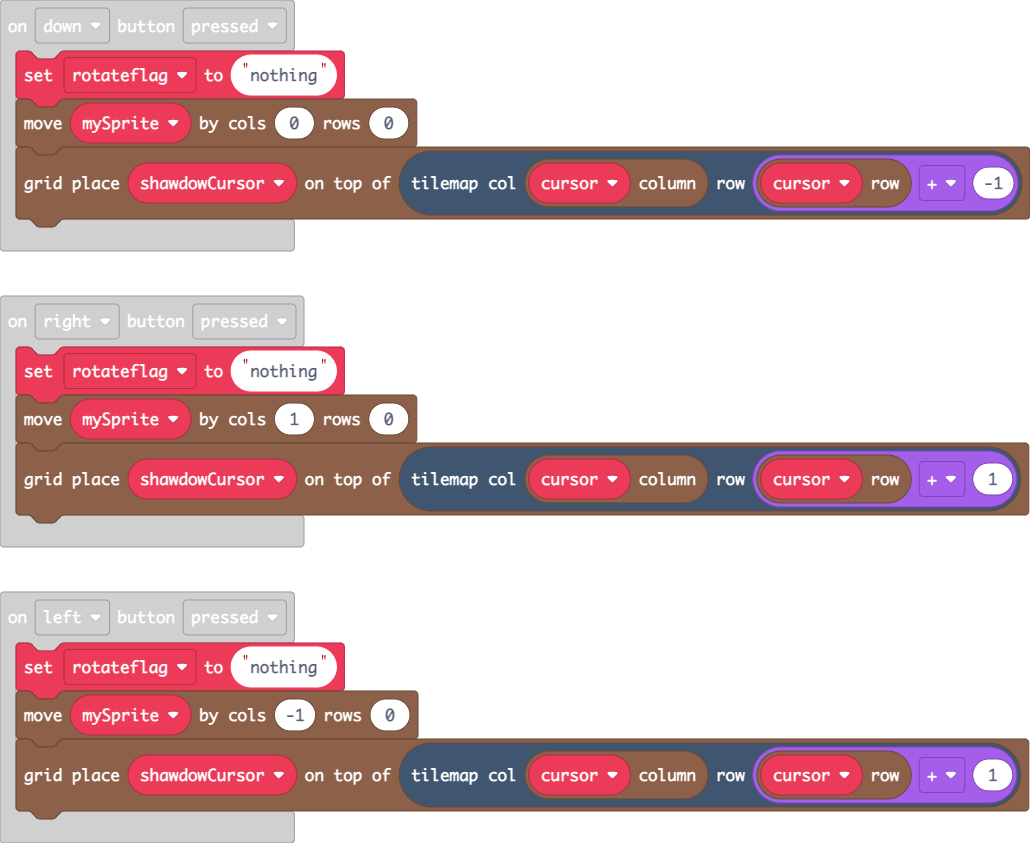 on down button pressed
set rotateflag to "nothing"
move mySprite by cols 0 rows 0
grid place shawdowCursor on top of tilemap col cursor column row cursor row + -1
on right button pressed
set rotateflag to "nothing"
move mySprite by cols 1 rows 0
grid place shawdowCursor on top of tilemap col cursor column row cursor row + 1
on left button pressed
set rotateflag to "nothing"
move mySprite by cols -1 rows 0
grid place shawdowCursor on top of tilemap col cursor column row cursor row + 1